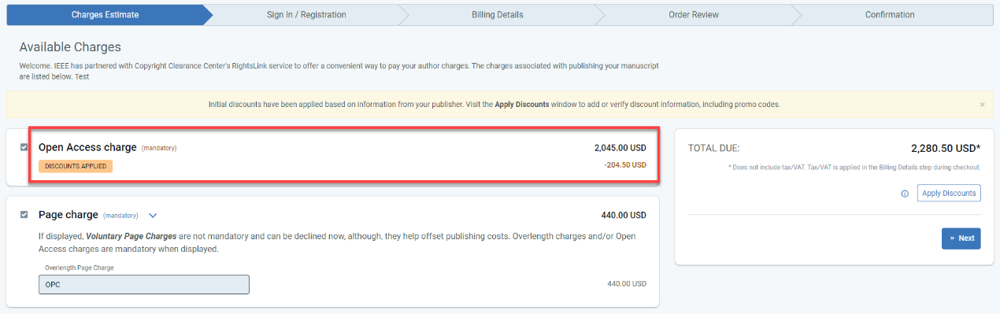 Charges Estimate
Sign In / Registration
Billing Details
Order Review
Confirmation
Available Charges
Welcome. IEEE has partnered with Copyright Clearance Center's RightsLink service to offer a convenient way to pay your author charges. The charges associated with publishing your manuscript
are listed below. Test
Initial discounts have been applied based on information from your publisher. Visit the Apply Discounts window to add or verify discount information, including promo codes.
×
Open Access charge (mandatory) 2,045.00 USD
DISCOUNTS APPLIED -204.50 USD
Page charge (mandatory) 440.00 USD
If displayed, Voluntary Page Charges are not mandatory and can be declined now, although, they help offset publishing costs. Overlength charges and/or Open
Access charges are mandatory when displayed.
Overlength Page Charge
OPC 440.00 USD
TOTAL DUE: 2,280.50 USD*
* Does not include tax/VAT. Tax/VAT is applied in the Billing Details step during checkout.
Apply Discounts
» Next